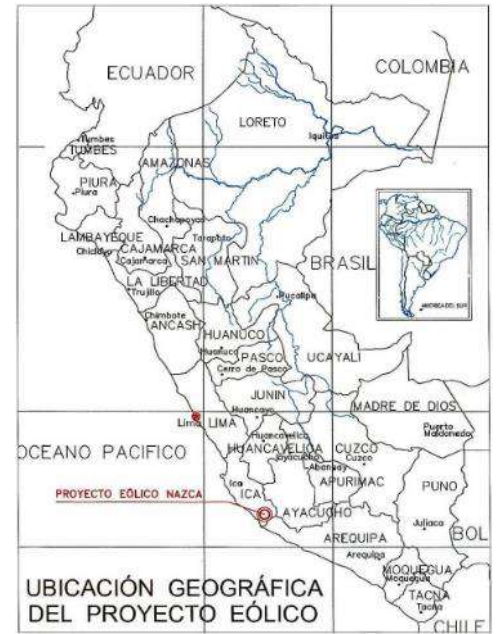 ECUADOR
COLOMBIA
LORETO
Tumbes
TUMBES
Iquitos
AMAZONAS
PIURA
Piura
Chachapoyas
LAMBAYEQUE
Chiclayo
CAJAMARCA
Cajamarca
Tarapoto
SAN MARTIN
BRASIL
LA LIBERTAD
Trujillo
AMERICA DEL SUR
Pucallpa
Chimbote
ANCASH
HUANUCO
Huanuco
PASCO
UCAYALI
Cerro de Pasco
JUNIN
MADRE DE DIOS
Huancayo
Lima LIMA
Puerto
Maldonado
Huancavelica
OCEANO PACIFICO
HUANCAVELICA
CUZCO
Ayacucho
Cuzco
Abancay
APURIMAC
Ica
ICA
PUNO
PROYECTO EÓLICO NAZCA
AYACUCHO
Juliaca
AREQUIPA
BOL
Arequipa
MOQUEGUA
Moquegua
TACNA
Tacna
CHILE
UBICACIÓN GEOGRÁFICA
DEL PROYECTO EÓLICO